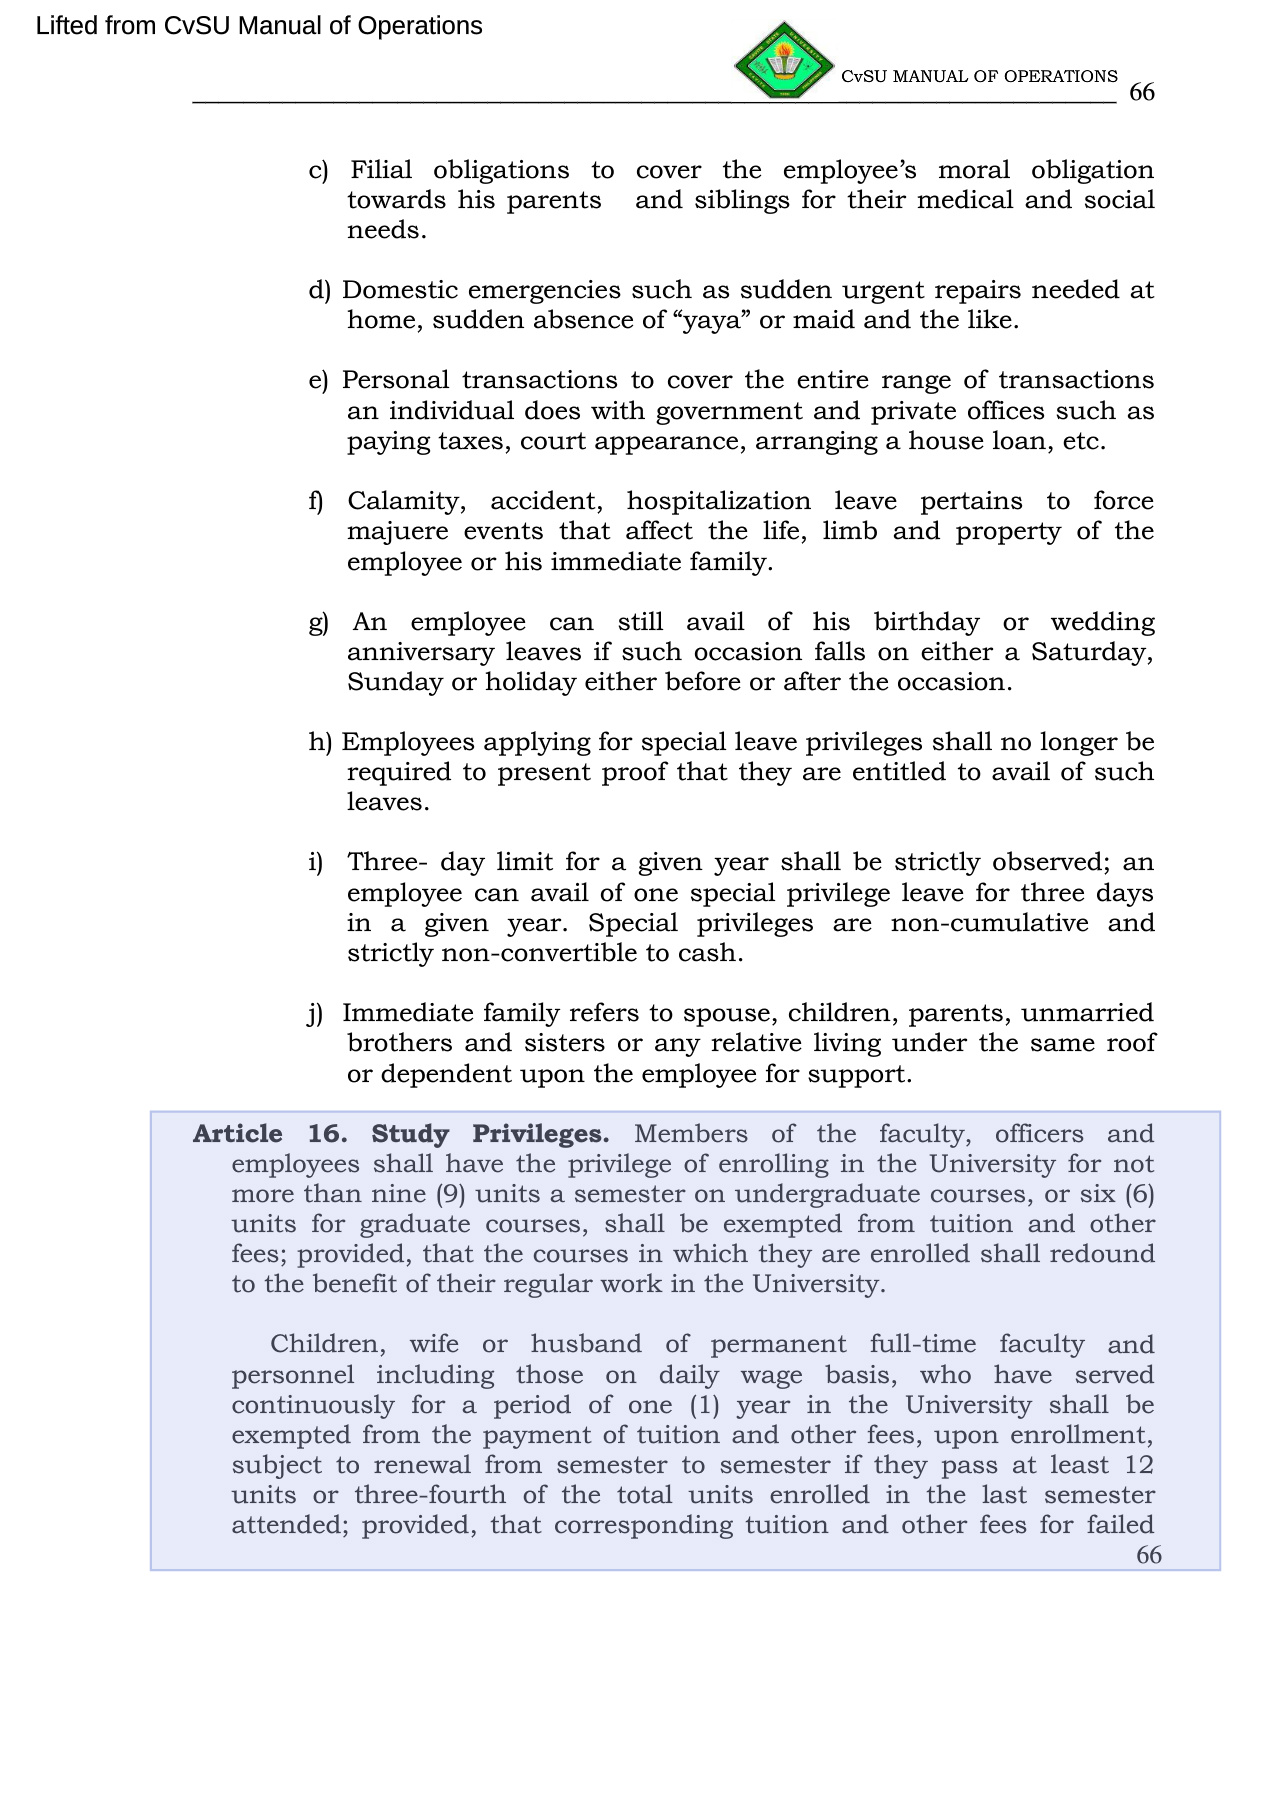 Lifted from CvSU Manual of Operations
CvSU MANUAL OF OPERATIONS 66
c) Filial obligations to cover the employee’s moral obligation
towards his parents and siblings for their medical and social
needs.
d) Domestic emergencies such as sudden urgent repairs needed at
home, sudden absence of “yaya” or maid and the like.
e) Personal transactions to cover the entire range of transactions
an individual does with government and private offices such as
paying taxes, court appearance, arranging a house loan, etc.
f) Calamity, accident, hospitalization leave pertains to force
majuere events that affect the life, limb and property of the
employee or his immediate family.
g) An employee can still avail of his birthday or wedding
anniversary leaves if such occasion falls on either a Saturday,
Sunday or holiday either before or after the occasion.
h) Employees applying for special leave privileges shall no longer be
required to present proof that they are entitled to avail of such
leaves.
i) Three- day limit for a given year shall be strictly observed; an
employee can avail of one special privilege leave for three days
in a given year. Special privileges are non-cumulative and
strictly non-convertible to cash.
j) Immediate family refers to spouse, children, parents, unmarried
brothers and sisters or any relative living under the same roof
or dependent upon the employee for support.
Article 16. Study Privileges. Members of the faculty, officers and
employees shall have the privilege of enrolling in the University for not
more than nine (9) units a semester on undergraduate courses, or six (6)
units for graduate courses, shall be exempted from tuition and other
fees; provided, that the courses in which they are enrolled shall redound
to the benefit of their regular work in the University.
Children, wife or husband of permanent full-time faculty and
personnel including those on daily wage basis, who have served
continuously for a period of one (1) year in the University shall be
exempted from the payment of tuition and other fees, upon enrollment,
subject to renewal from semester to semester if they pass at least 12
units or three-fourth of the total units enrolled in the last semester
attended; provided, that corresponding tuition and other fees for failed
66